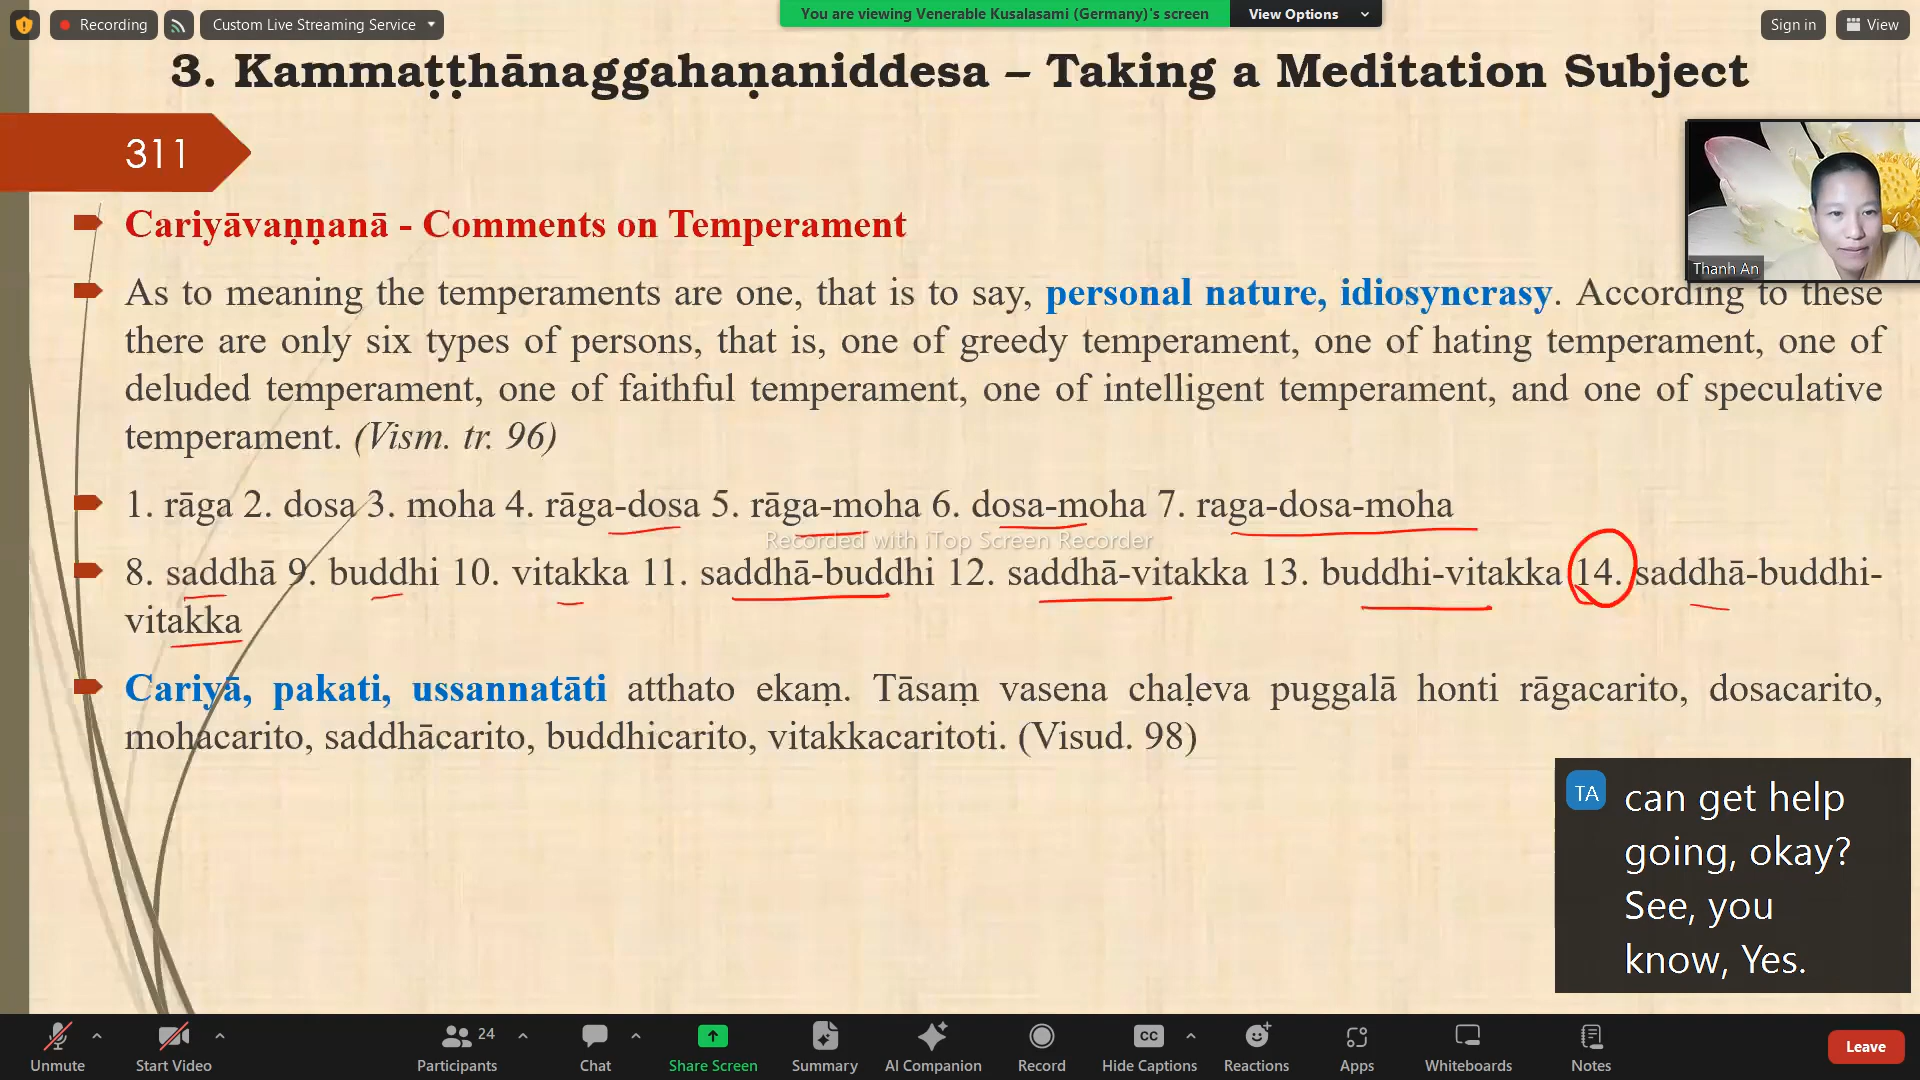 Recording
Custom Live Streaming Service
You are viewing Venerable Kusalasami (Germany)'s screen
View Options
Sign in
View
3. Kammaṭṭhānaggahaṇaniddesa – Taking a Meditation Subject
311
Thanh An
Cariyāvaṇṇanā - Comments on Temperament
As to meaning the temperaments are one, that is to say, personal nature, idiosyncrasy. According to these
there are only six types of persons, that is, one of greedy temperament, one of hating temperament, one of
deluded temperament, one of faithful temperament, one of intelligent temperament, and one of speculative
temperament. (Vism. tr. 96)
1. rāga 2. dosa 3. moha 4. rāga-dosa 5. rāga-moha 6. dosa-moha 7. raga-dosa-moha
Recorded with iTop Screen Recorder
8. saddhā 9. buddhi 10. vitakka 11. saddhā-buddhi 12. saddhā-vitakka 13. buddhi-vitakka 14. saddhā-buddhi-
vitakka
Cariyā, pakati, ussannatāti atthato ekaṃ. Tāsaṃ vasena chaḷeva puggalā honti rāgacarito, dosacarito,
mohacarito, saddhācarito, buddhicarito, vitakkacaritoti. (Visud. 98)
TA
can get help
going, okay?
See, you
know, Yes.
Unmute
Start Video
24
Participants
Chat
Share Screen
Summary
AI Companion
Record
CC
Hide Captions
Reactions
Apps
Whiteboards
Notes
Leave